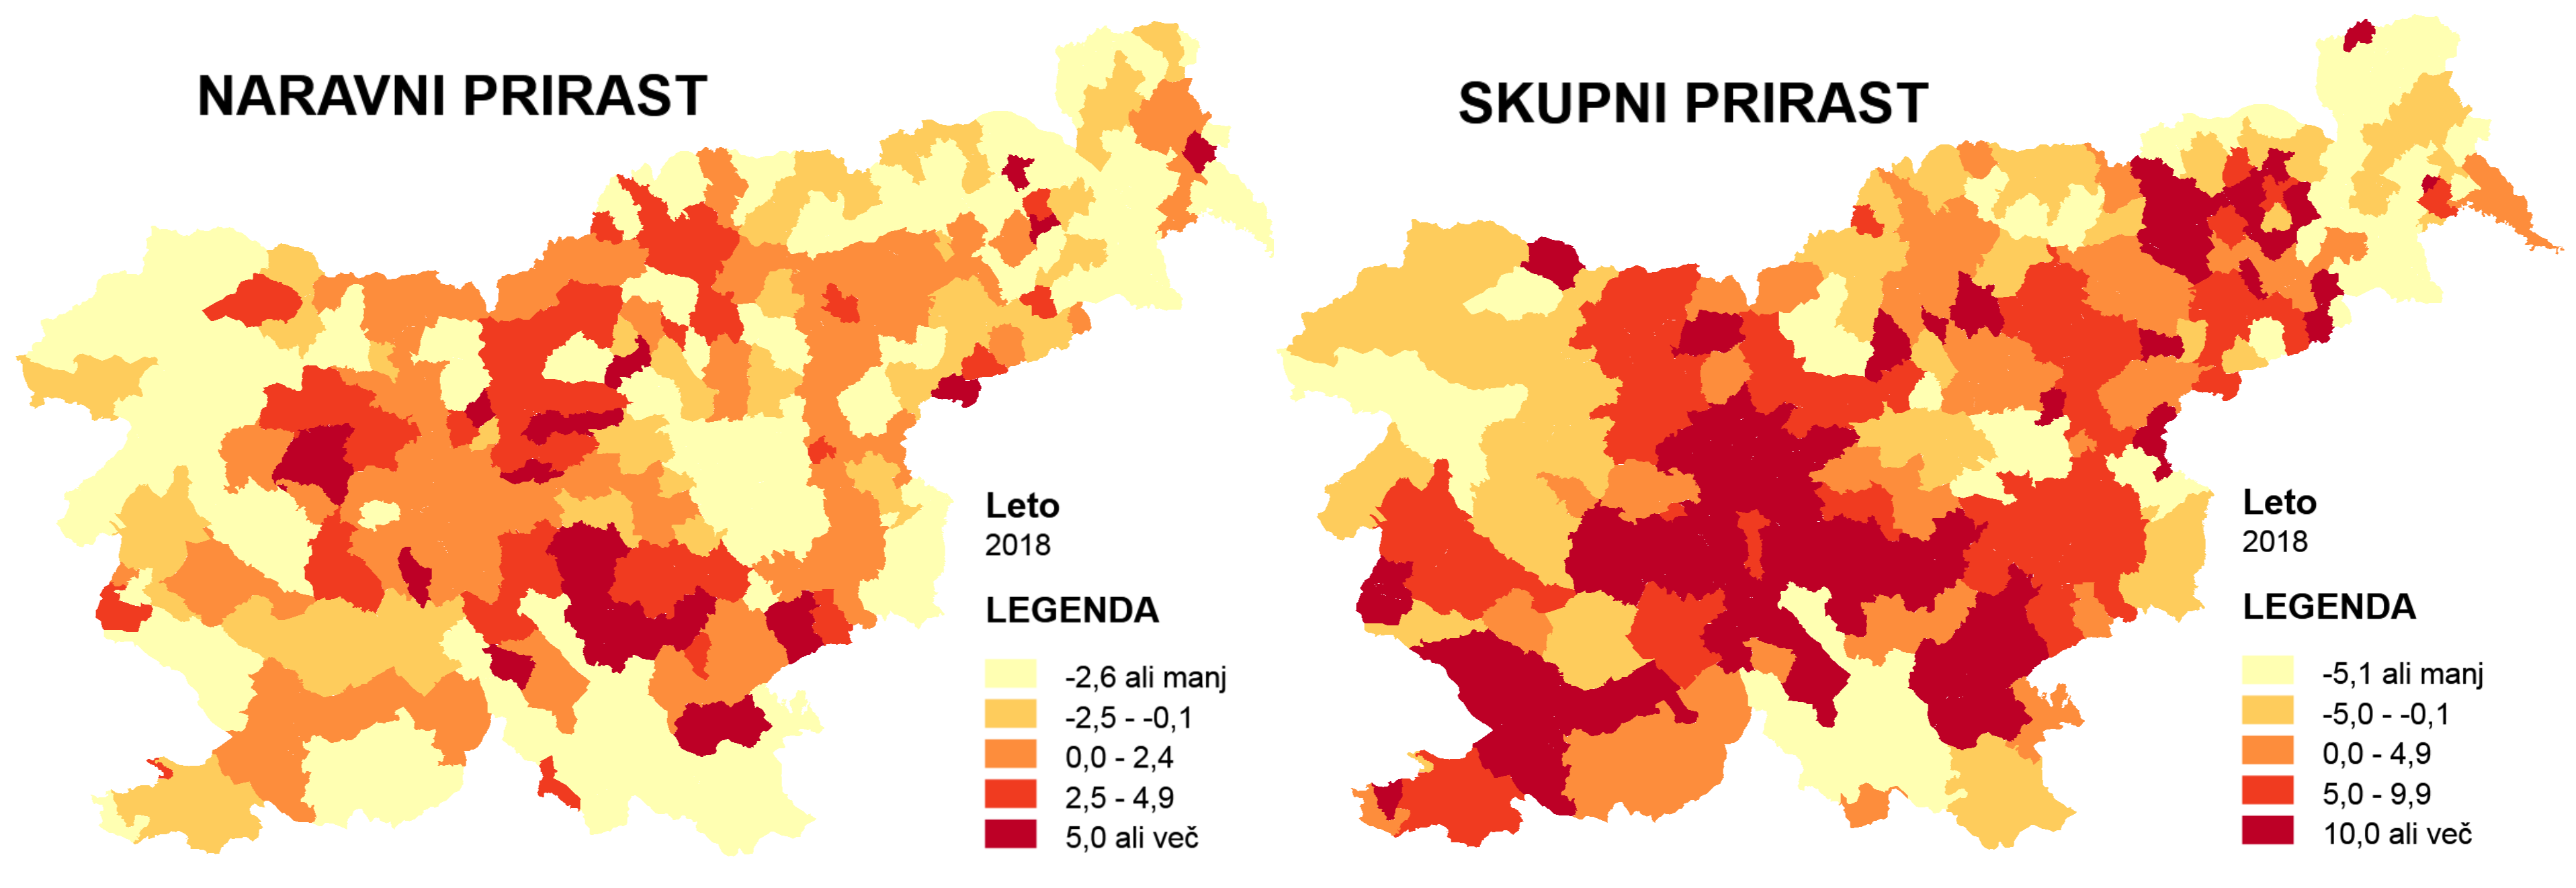 NARAVNI PRIRAST
Leto
2018
LEGENDA
-2,6 ali manj
-2,5 - -0,1
0,0 - 2,4
2,5 - 4,9
5,0 ali več
SKUPNI PRIRAST
Leto
2018
LEGENDA
-5,1 ali manj
-5,0 - -0,1
0,0 - 4,9
5,0 - 9,9
10,0 ali več